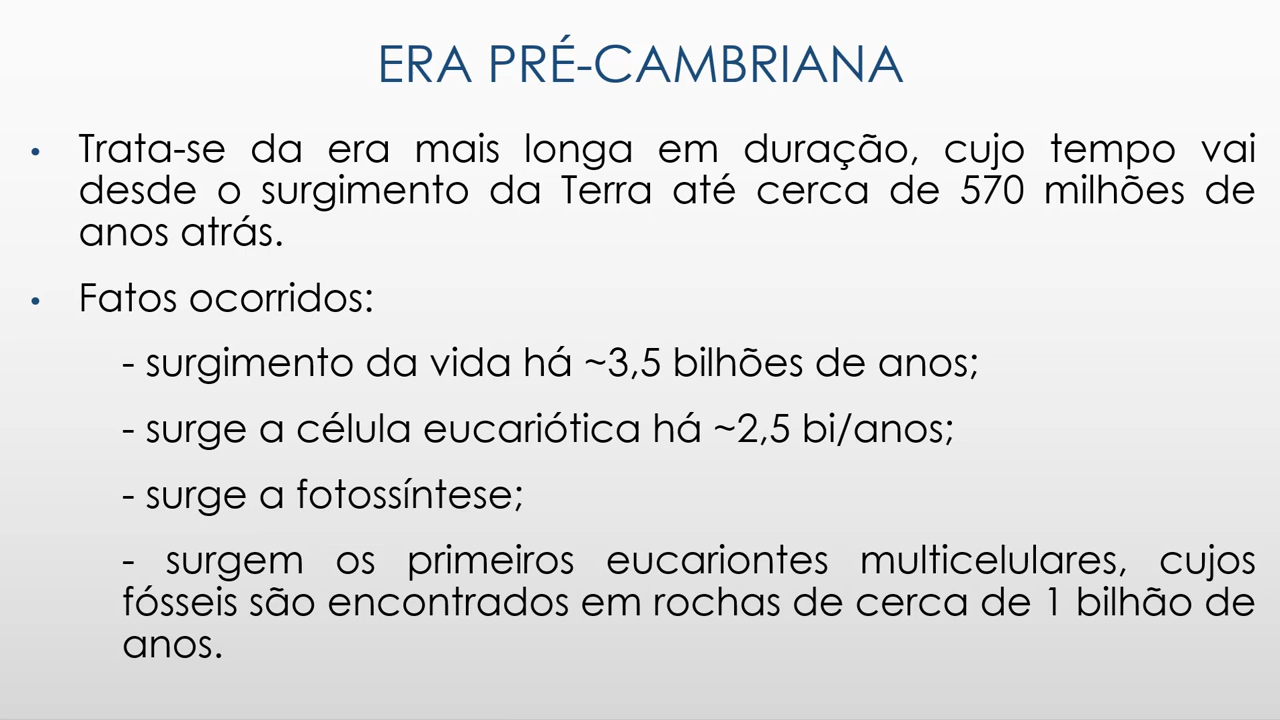 ERA PRÉ-CAMBRIANA
• Trata-se da era mais longa em duração, cujo tempo vai
desde o surgimento da Terra até cerca de 570 milhões de
anos atrás.
• Fatos ocorridos:
- surgimento da vida há ~3,5 bilhões de anos;
- surge a célula eucariótica há ~2,5 bi/anos;
- surge a fotossíntese;
- surgem os primeiros eucariontes multicelulares, cujos
fósseis são encontrados em rochas de cerca de 1 bilhão de
anos.